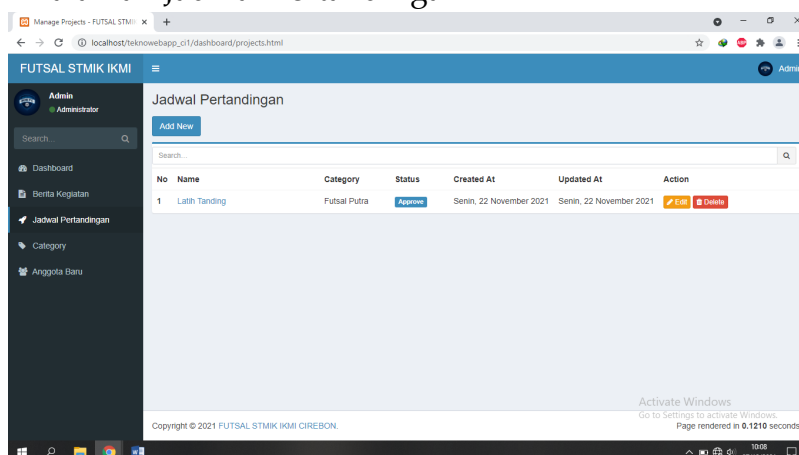 Manage Projects - FUTSAL STMIK
localhost/teknowebapp_ci1/dashboard/projects.html
FUTSAL STMIK IKMI
Admin
Admin
Administrator
Search...
Dashboard
Berita Kegiatan
Jadwal Pertandingan
Category
Anggota Baru
Jadwal Pertandingan
Add New
Search...
No Name Category Status Created At Updated At Action
1 Latih Tanding Futsal Putra Approve Senin, 22 November 2021 Senin, 22 November 2021 Edit Delete
Activate Windows
Go to Settings to activate Windows.
Copyright © 2021 FUTSAL STMIK IKMI CIREBON.
Page rendered in 0.1210 seconds
10:08